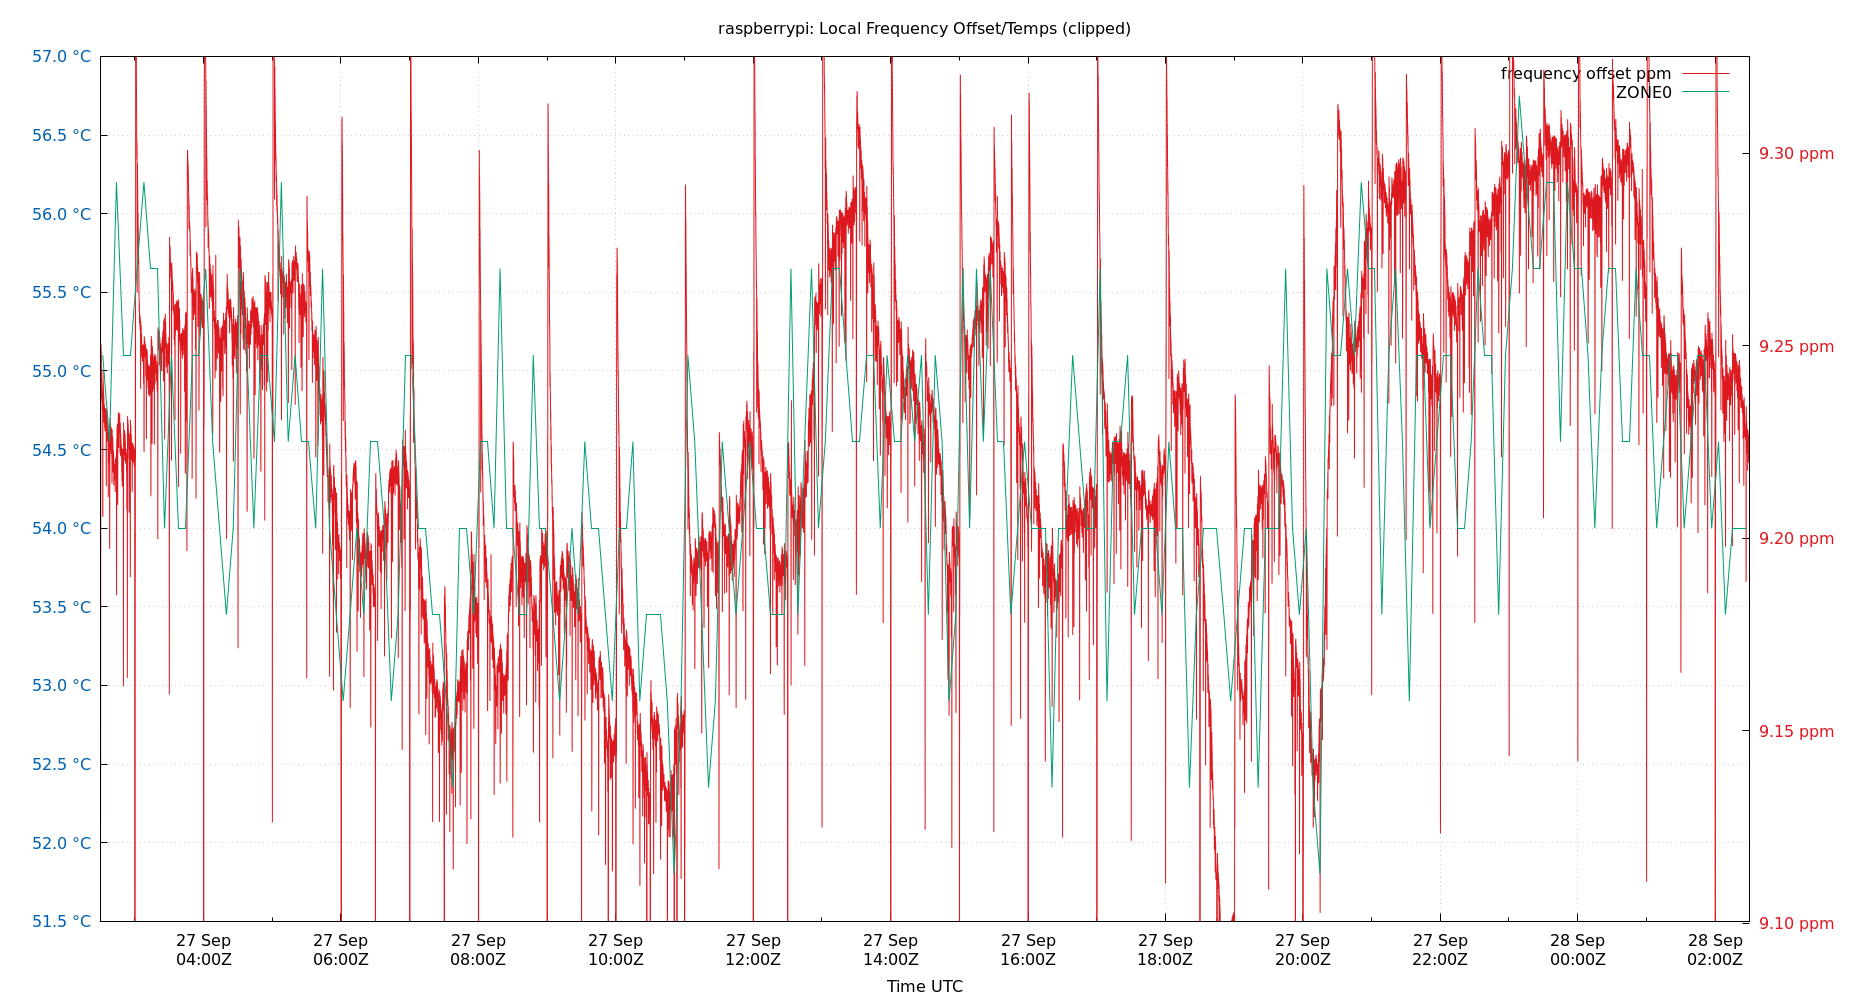 raspberrypi: Local Frequency Offset/Temps (clipped)
frequency offset ppm
ZONE0
57.0 °C
56.5 °C
56.0 °C
55.5 °C
55.0 °C
54.5 °C
54.0 °C
53.5 °C
53.0 °C
52.5 °C
52.0 °C
51.5 °C
9.30 ppm
9.25 ppm
9.20 ppm
9.15 ppm
9.10 ppm
27 Sep 27 Sep 27 Sep 27 Sep 27 Sep 27 Sep 27 Sep 27 Sep 27 Sep 27 Sep 28 Sep 28 Sep
04:00Z 06:00Z 08:00Z 10:00Z 12:00Z 14:00Z 16:00Z 18:00Z 20:00Z 22:00Z 00:00Z 02:00Z
Time UTC